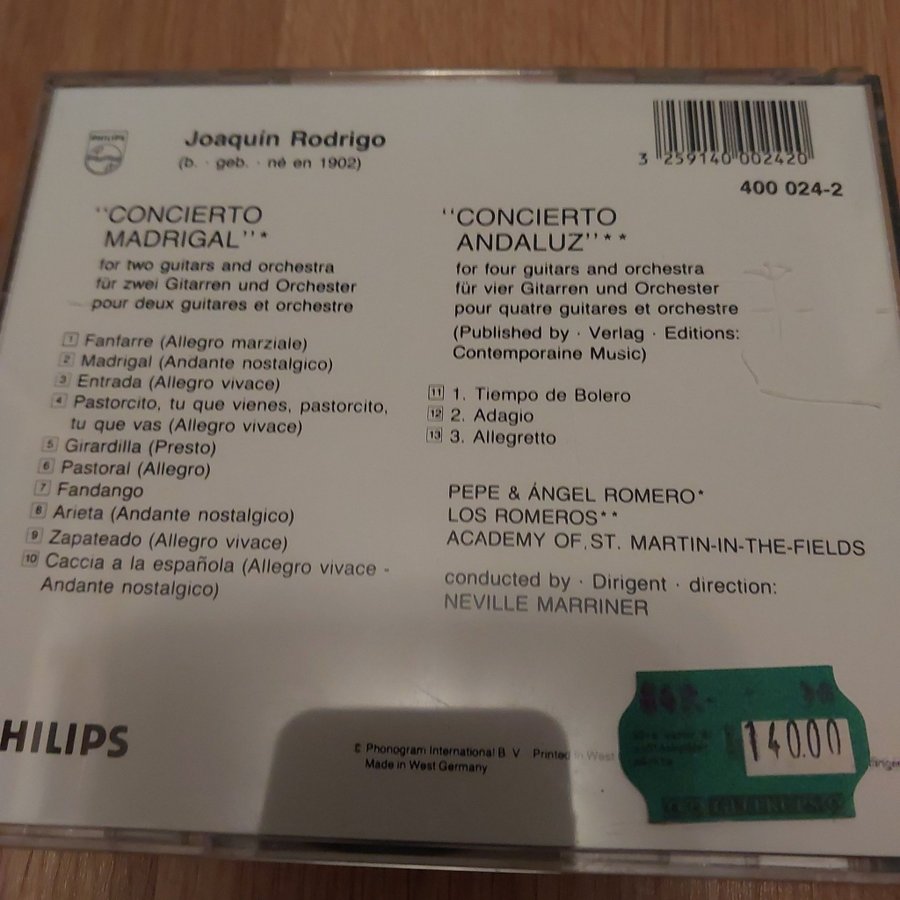 PHILIPS
Joaquín Rodrigo
(b. · geb. · né en 1902)
3 259140 002420
400 024-2
"CONCIERTO
MADRIGAL"*
for two guitars and orchestra
für zwei Gitarren und Orchester
pour deux guitares et orchestre
1 Fanfarre (Allegro marziale)
2 Madrigal (Andante nostalgico)
3 Entrada (Allegro vivace)
4 Pastorcito, tu que vienes, pastorcito,
tu que vas (Allegro vivace)
5 Girardilla (Presto)
6 Pastoral (Allegro)
7 Fandango
8 Arieta (Andante nostalgico)
9 Zapateado (Allegro vivace)
10 Caccia a la española (Allegro vivace -
Andante nostalgico)
"CONCIERTO
ANDALUZ"**
for four guitars and orchestra
für vier Gitarren und Orchester
pour quatre guitares et orchestre
(Published by · Verlag · Editions:
Contemporaine Music)
11 1. Tiempo de Bolero
12 2. Adagio
13 3. Allegretto
PEPE & ÁNGEL ROMERO*
LOS ROMEROS**
ACADEMY OF ST. MARTIN-IN-THE-FIELDS
conducted by · Dirigent · direction:
NEVILLE MARRINER
HILIPS
Phonogram International B.V. Printed in West
Made in West Germany
140.00